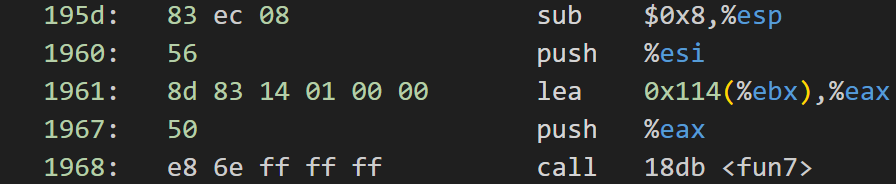 195d: 83 ec 08 sub $0x8,%esp
1960: 56 push %esi
1961: 8d 83 14 01 00 00 lea 0x114(%ebx),%eax
1967: 50 push %eax
1968: e8 6e ff ff ff call 18db <fun7>